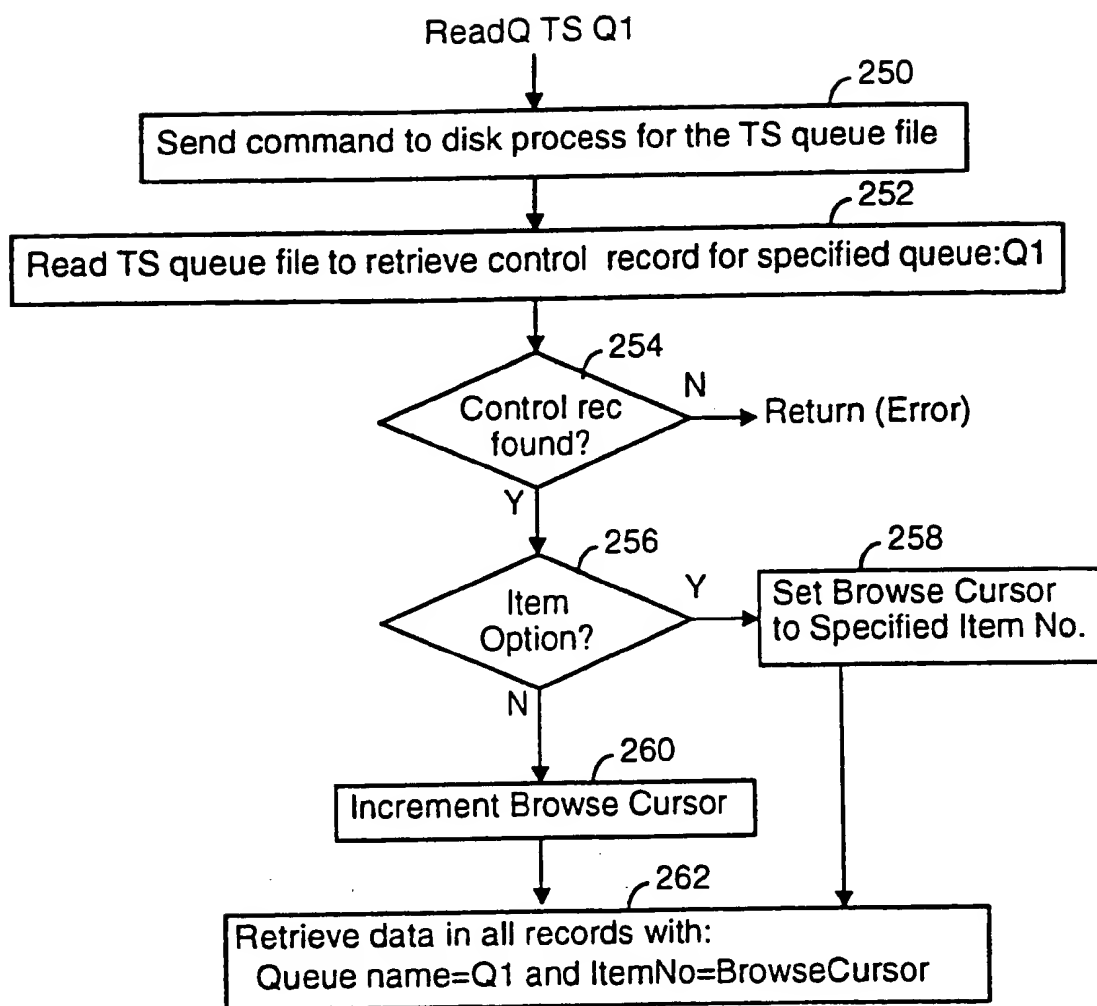 ReadQ TS Q1
250
Send command to disk process for the TS queue file
252
Read TS queue file to retrieve control record for specified queue:Q1
254
Control rec
found?
N
Return (Error)
Y
256
Item
Option?
Y
258
Set Browse Cursor
to Specified Item No.
N
260
Increment Browse Cursor
262
Retrieve data in all records with:
Queue name=Q1 and ItemNo=BrowseCursor